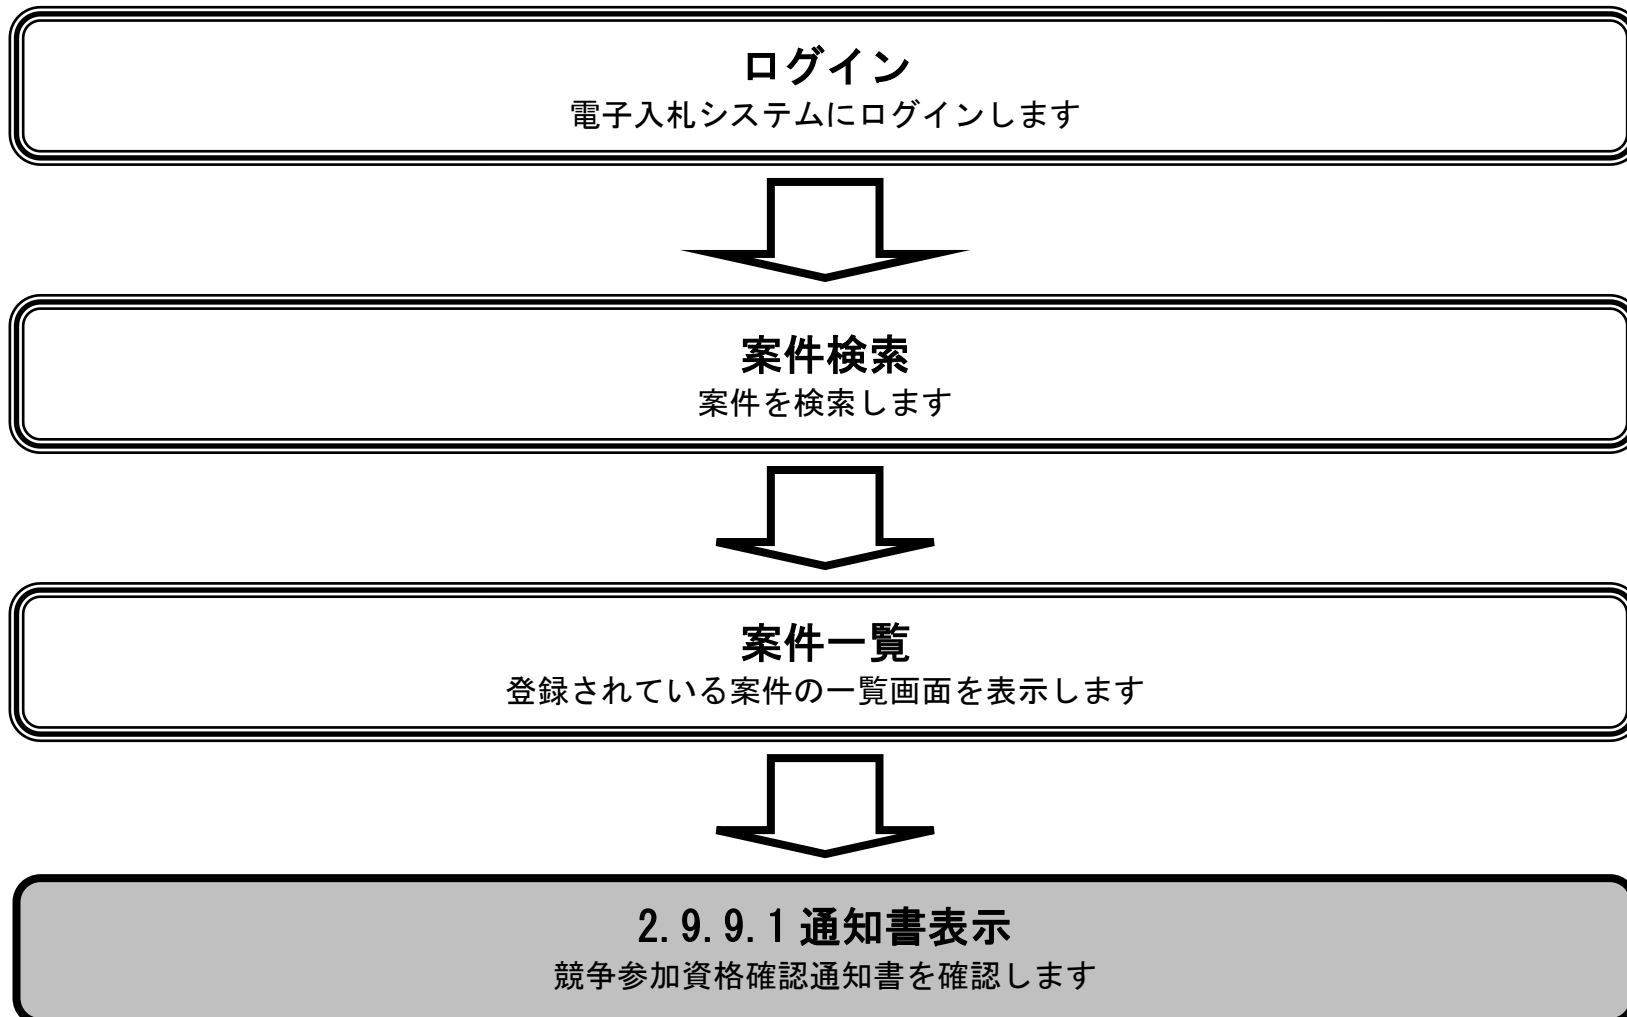 ログイン
電子入札システムにログインします
案件検索
案件を検索します
案件一覧
登録されている案件の一覧画面を表示します
2.9.9.1 通知書表示
競争参加資格確認通知書を確認します